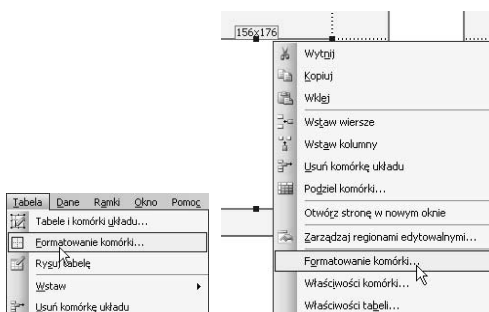 156x176
Wytnij
Kopiuj
Wklej
Wstaw wiersze
Wstaw kolumny
Usuń komórkę układu
Podziel komórki...
Otwórz stronę w nowym oknie
Zarządzaj regionami edytowalnymi...
Formatowanie komórki...
Właściwości komórki...
Właściwości tabeli...
Tabela Dane Ramki Okno Pomoc
Tabele i komórki układu...
Formatowanie komórki...
Rysuj tabelę
Wstaw
Usuń komórkę układu